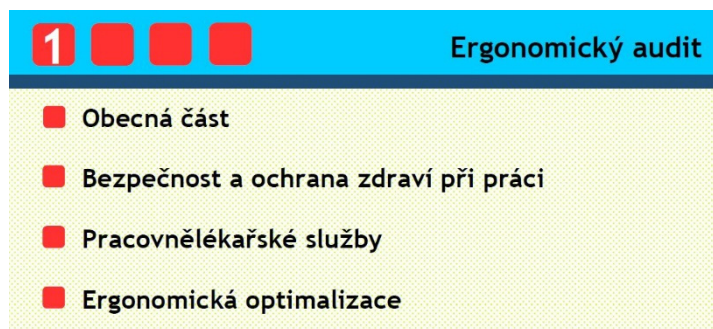 1 Ergonomický audit
Obecná část
Bezpečnost a ochrana zdraví při práci
Pracovnělékařské služby
Ergonomická optimalizace